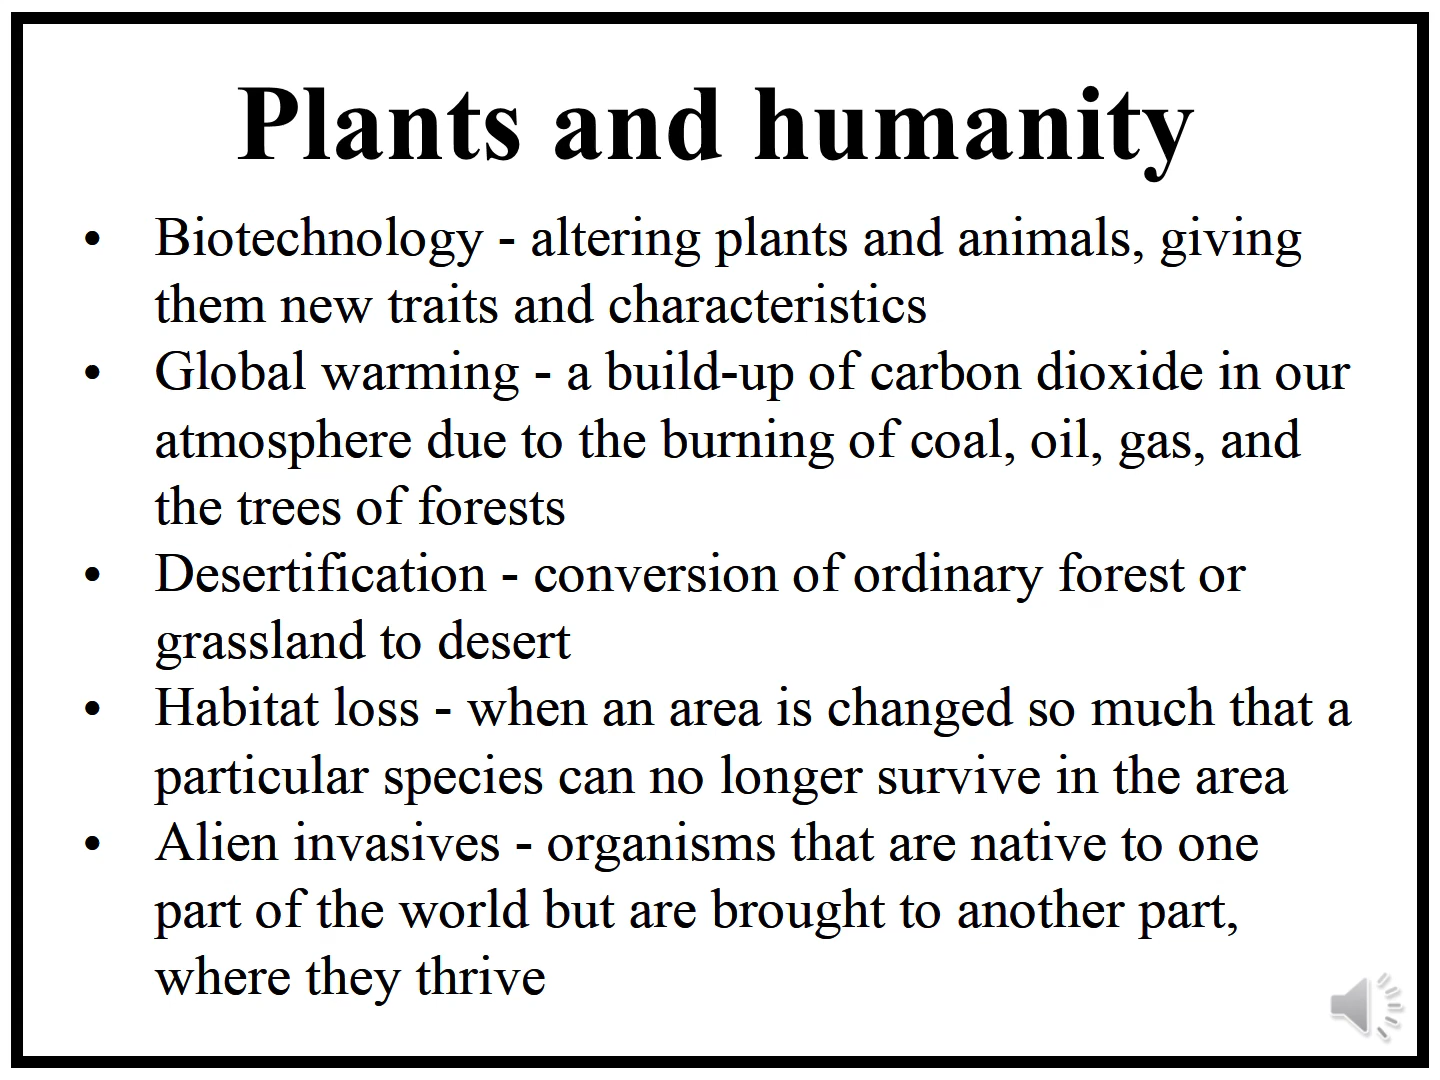 Plants and humanity
• Biotechnology - altering plants and animals, giving
them new traits and characteristics
• Global warming - a build-up of carbon dioxide in our
atmosphere due to the burning of coal, oil, gas, and
the trees of forests
• Desertification - conversion of ordinary forest or
grassland to desert
• Habitat loss - when an area is changed so much that a
particular species can no longer survive in the area
• Alien invasives - organisms that are native to one
part of the world but are brought to another part,
where they thrive